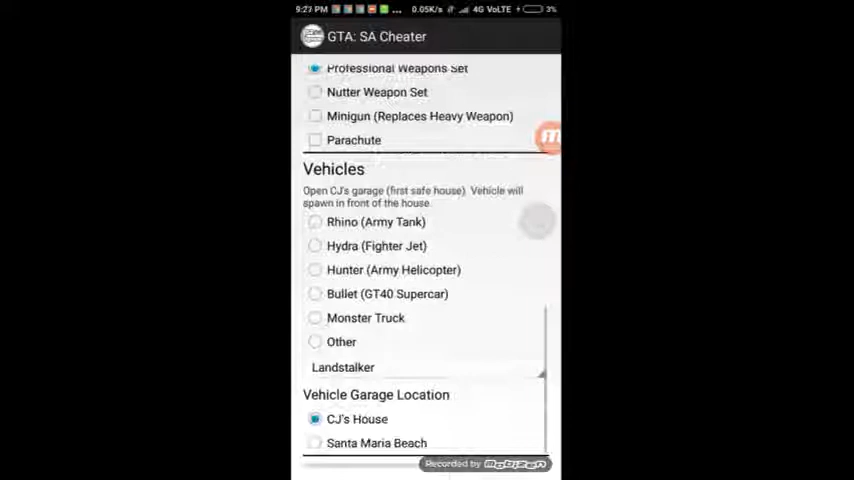 9:27 PM ... 0.05K/s 4G VoLTE 3%
GTA: SA Cheater
Professional Weapons Set
Nutter Weapon Set
Minigun (Replaces Heavy Weapon)
Parachute
Vehicles
Open CJ's garage (first safe house). Vehicle will
spawn in front of the house.
Rhino (Army Tank)
Hydra (Fighter Jet)
Hunter (Army Helicopter)
Bullet (GT40 Supercar)
Monster Truck
Other
Landstalker
Vehicle Garage Location
CJ's House
Santa Maria Beach
Recorded by mobizen